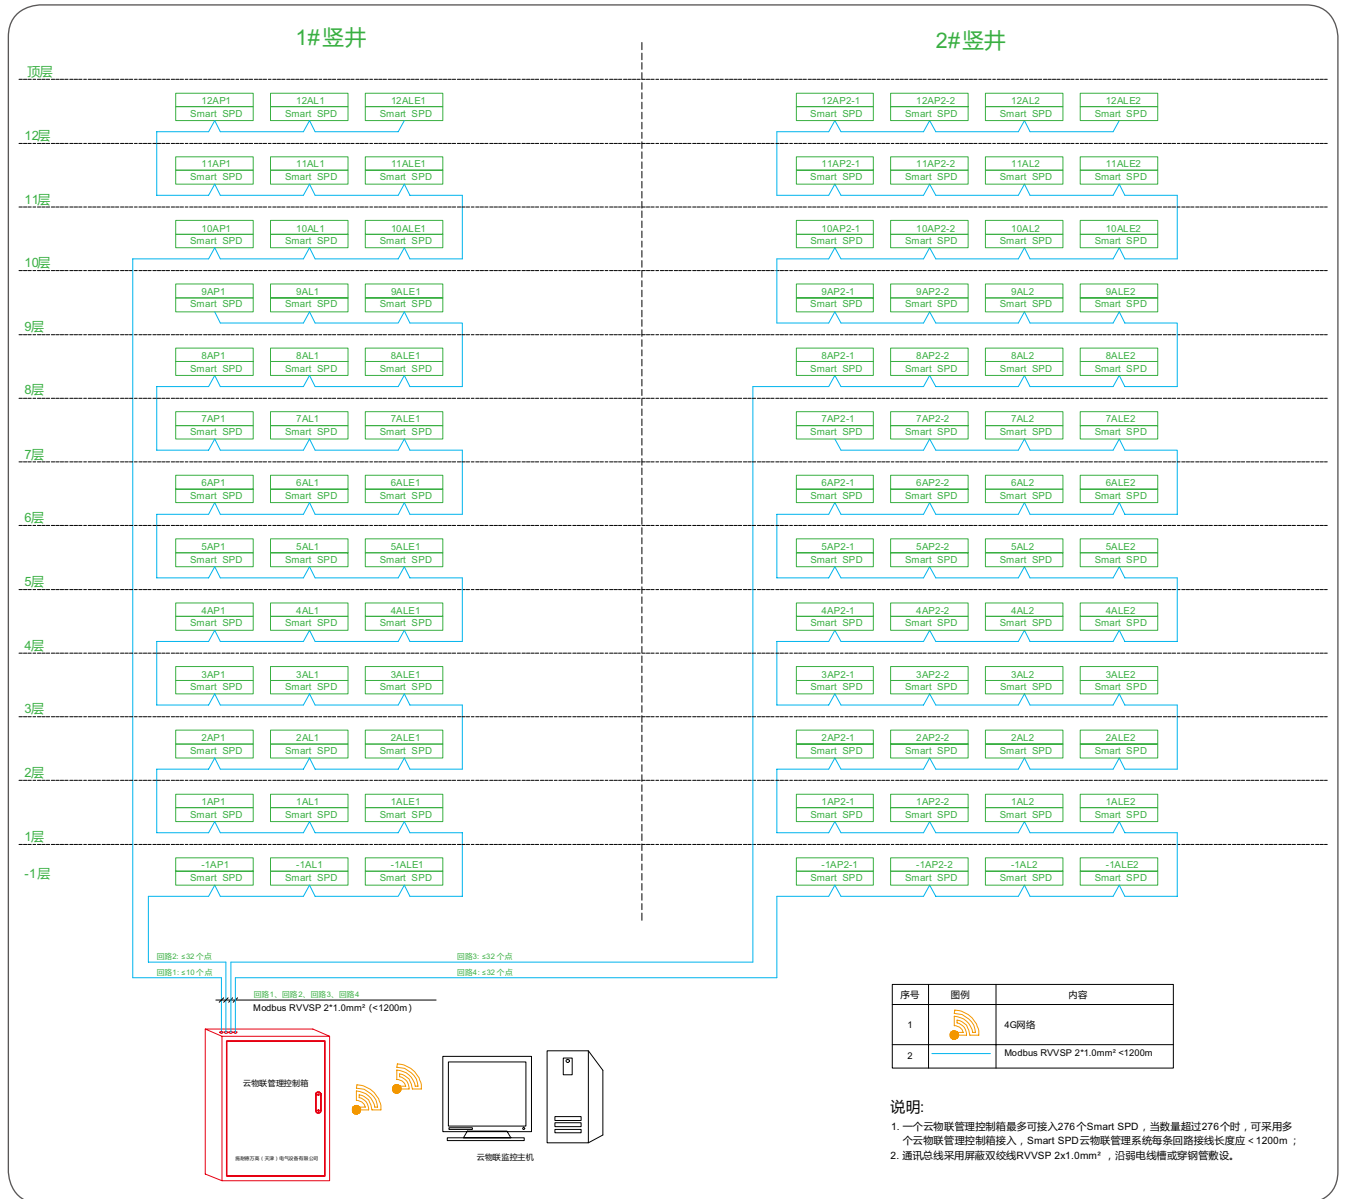 1#竖井 2#竖井
顶层
12AP1 12AL1 12ALE1 12AP2-1 12AP2-2 12AL2 12ALE2
Smart SPD Smart SPD Smart SPD Smart SPD Smart SPD Smart SPD Smart SPD
12层
11AP1 11AL1 11ALE1 11AP2-1 11AP2-2 11AL2 11ALE2
Smart SPD Smart SPD Smart SPD Smart SPD Smart SPD Smart SPD Smart SPD
11层
10AP1 10AL1 10ALE1 10AP2-1 10AP2-2 10AL2 10ALE2
Smart SPD Smart SPD Smart SPD Smart SPD Smart SPD Smart SPD Smart SPD
10层
9AP1 9AL1 9ALE1 9AP2-1 9AP2-2 9AL2 9ALE2
Smart SPD Smart SPD Smart SPD Smart SPD Smart SPD Smart SPD Smart SPD
9层
8AP1 8AL1 8ALE1 8AP2-1 8AP2-2 8AL2 8ALE2
Smart SPD Smart SPD Smart SPD Smart SPD Smart SPD Smart SPD Smart SPD
8层
7AP1 7AL1 7ALE1 7AP2-1 7AP2-2 7AL2 7ALE2
Smart SPD Smart SPD Smart SPD Smart SPD Smart SPD Smart SPD Smart SPD
7层
6AP1 6AL1 6ALE1 6AP2-1 6AP2-2 6AL2 6ALE2
Smart SPD Smart SPD Smart SPD Smart SPD Smart SPD Smart SPD Smart SPD
6层
5AP1 5AL1 5ALE1 5AP2-1 5AP2-2 5AL2 5ALE2
Smart SPD Smart SPD Smart SPD Smart SPD Smart SPD Smart SPD Smart SPD
5层
4AP1 4AL1 4ALE1 4AP2-1 4AP2-2 4AL2 4ALE2
Smart SPD Smart SPD Smart SPD Smart SPD Smart SPD Smart SPD Smart SPD
4层
3AP1 3AL1 3ALE1 3AP2-1 3AP2-2 3AL2 3ALE2
Smart SPD Smart SPD Smart SPD Smart SPD Smart SPD Smart SPD Smart SPD
3层
2AP1 2AL1 2ALE1 2AP2-1 2AP2-2 2AL2 2ALE2
Smart SPD Smart SPD Smart SPD Smart SPD Smart SPD Smart SPD Smart SPD
2层
1AP1 1AL1 1ALE1 1AP2-1 1AP2-2 1AL2 1ALE2
Smart SPD Smart SPD Smart SPD Smart SPD Smart SPD Smart SPD Smart SPD
1层
-1AP1 -1AL1 -1ALE1 -1AP2-1 -1AP2-2 -1AL2 -1ALE2
Smart SPD Smart SPD Smart SPD Smart SPD Smart SPD Smart SPD Smart SPD
-1层
回路2: ≤32个点 回路3: ≤32个点
回路1: ≤10个点 回路4: ≤32个点
回路1、回路2、回路3、回路4
Modbus RVVSP 2*1.0mm² (<1200m)
云物联管理控制箱
施耐德万高（天津）电气设备有限公司
云物联监控主机
序号 图例 内容
1 4G网络
2 Modbus RVVSP 2*1.0mm² <1200m
说明:
1. 一个云物联管理控制箱最多可接入276个Smart SPD，当数量超过276个时，可采用多
个云物联管理控制箱接入，Smart SPD云物联管理系统每条回路接线长度应＜1200m；
2. 通讯总线采用屏蔽双绞线RVVSP 2x1.0mm²，沿弱电线槽或穿钢管敷设。